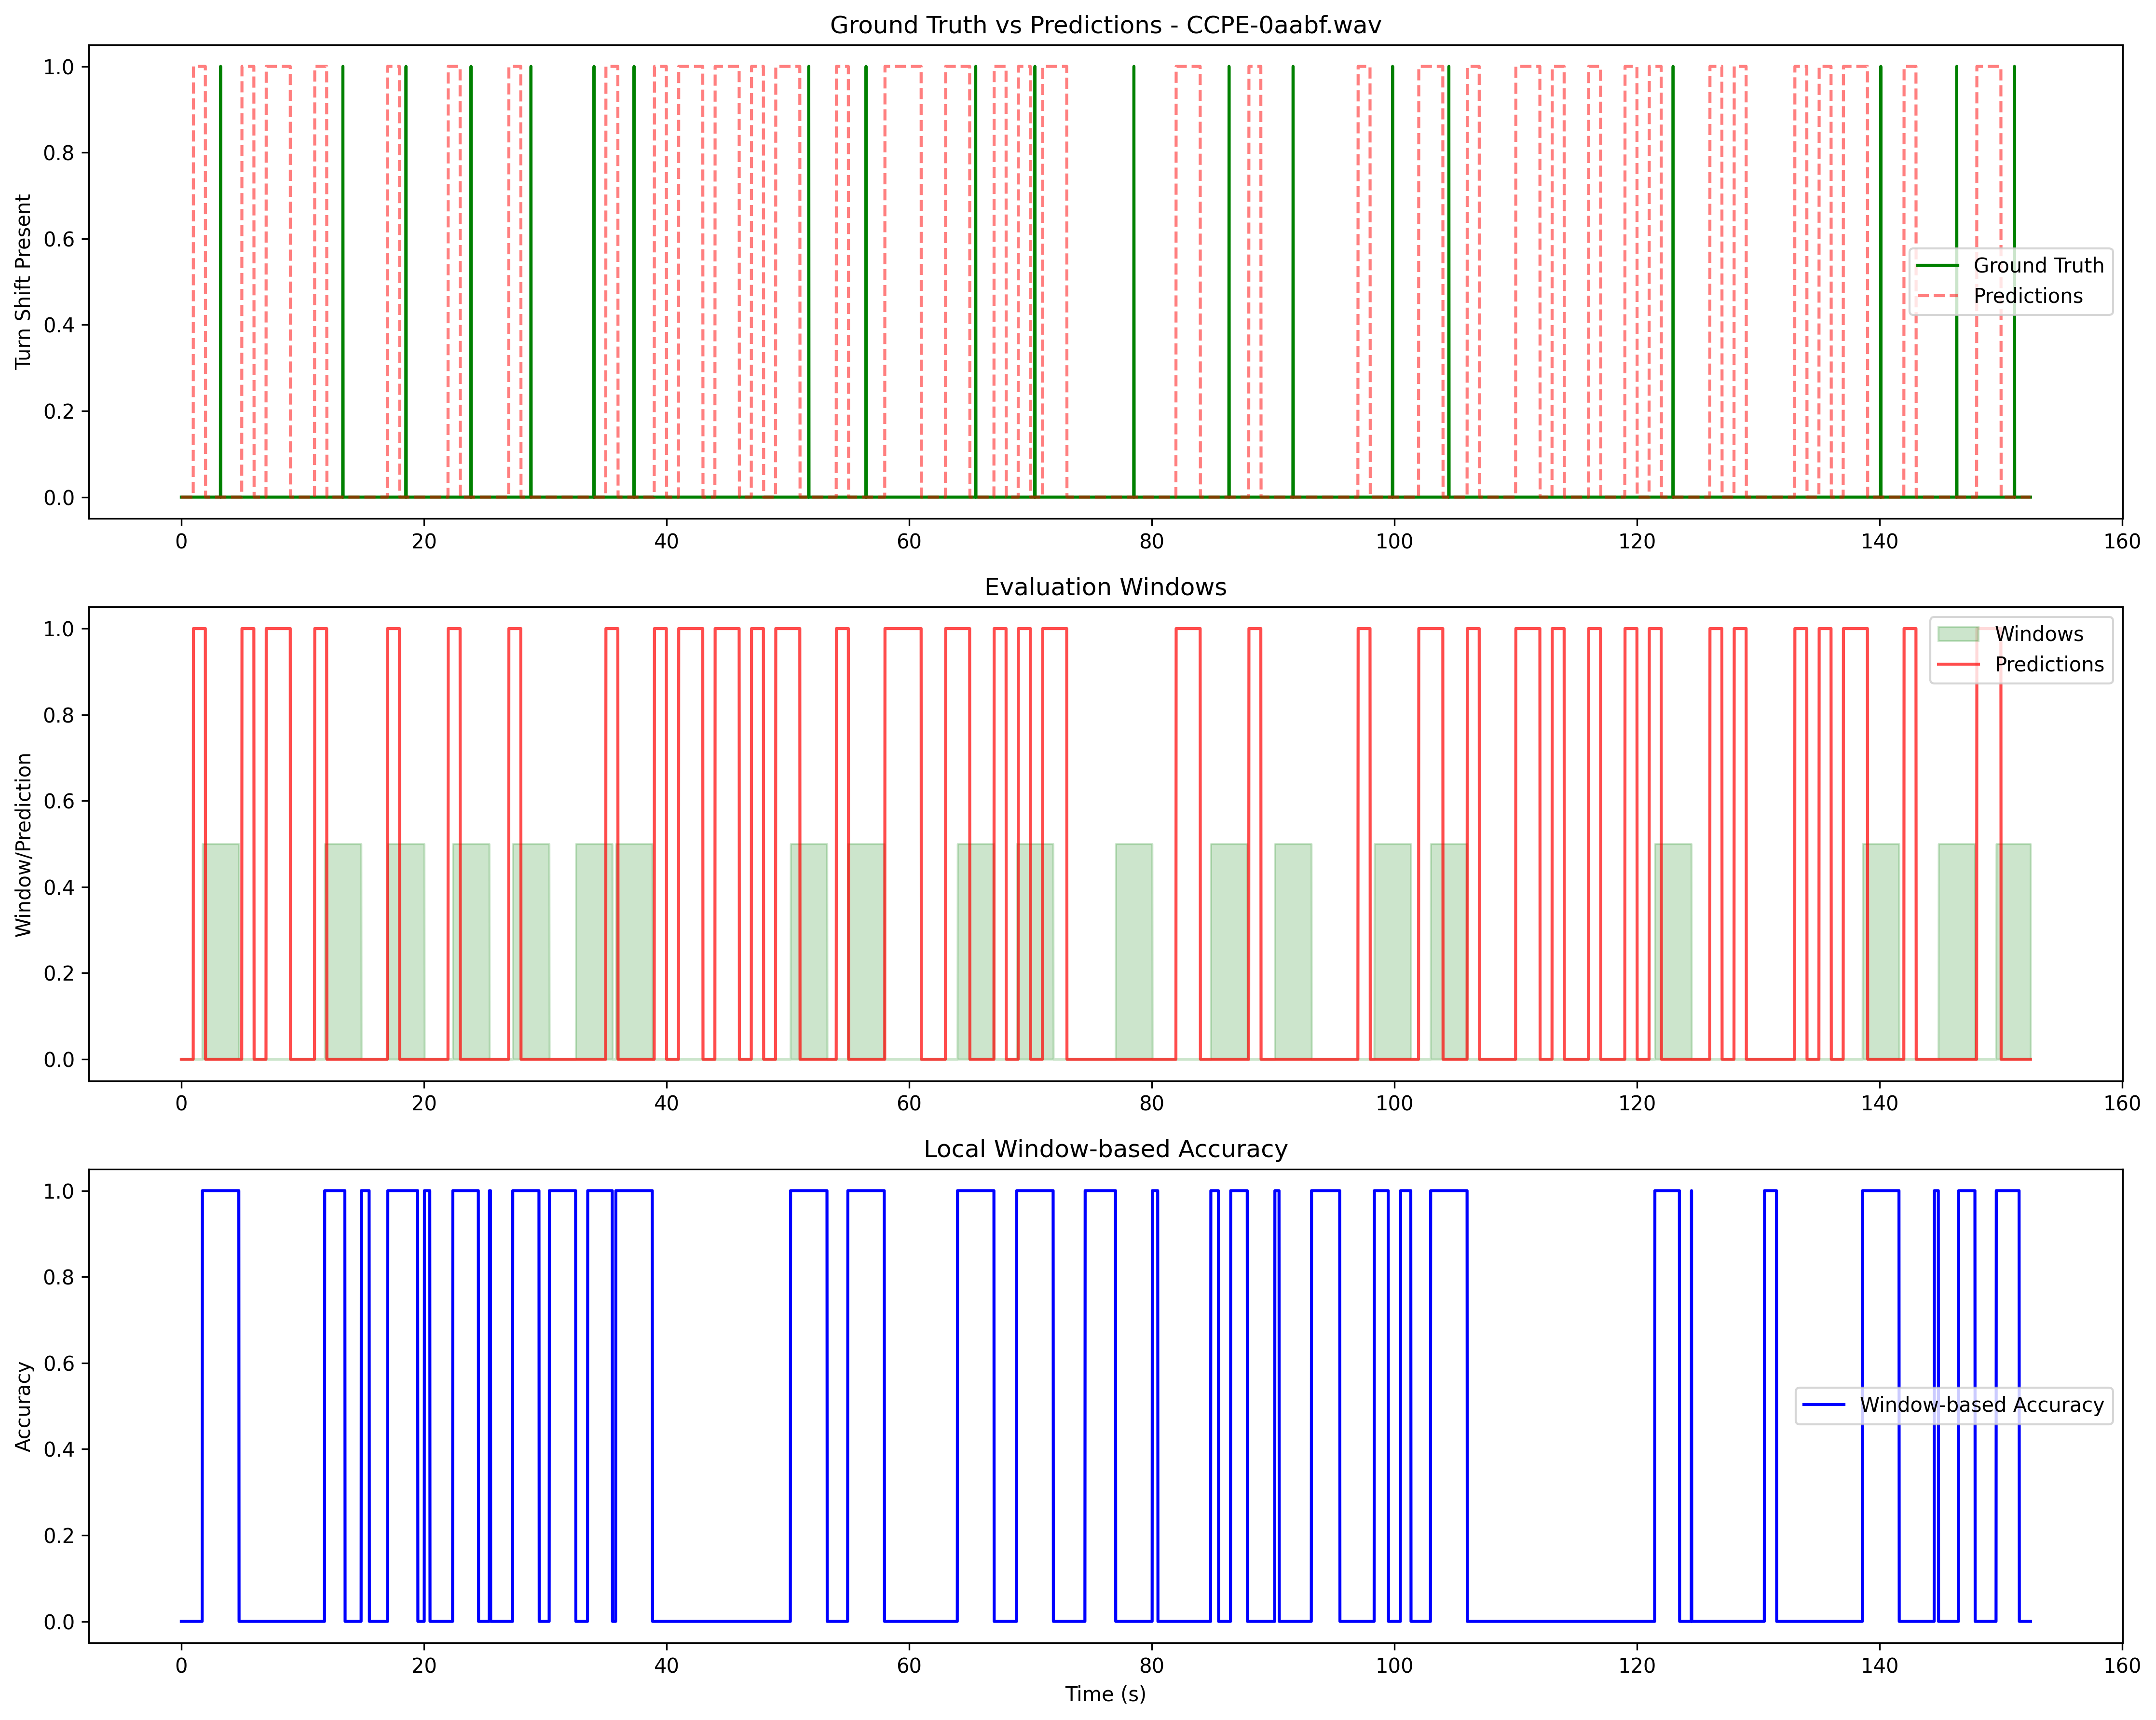 Ground Truth vs Predictions - CCPE-0aabf.wav
1.0
0.8
0.6
0.4
0.2
0.0
Turn Shift Present
Ground Truth
Predictions
0 20 40 60 80 100 120 140 160
Evaluation Windows
1.0
0.8
0.6
0.4
0.2
0.0
Window/Prediction
Windows
Predictions
0 20 40 60 80 100 120 140 160
Local Window-based Accuracy
1.0
0.8
0.6
0.4
0.2
0.0
Accuracy
Window-based Accuracy
0 20 40 60 80 100 120 140 160
Time (s)